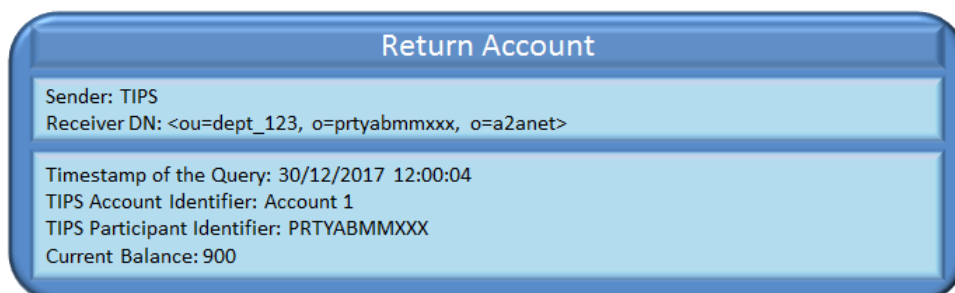 Return Account
Sender: TIPS
Receiver DN: <ou=dept_123, o=prtyabmmxxx, o=a2anet>
Timestamp of the Query: 30/12/2017 12:00:04
TIPS Account Identifier: Account 1
TIPS Participant Identifier: PRTYABMMXXX
Current Balance: 900